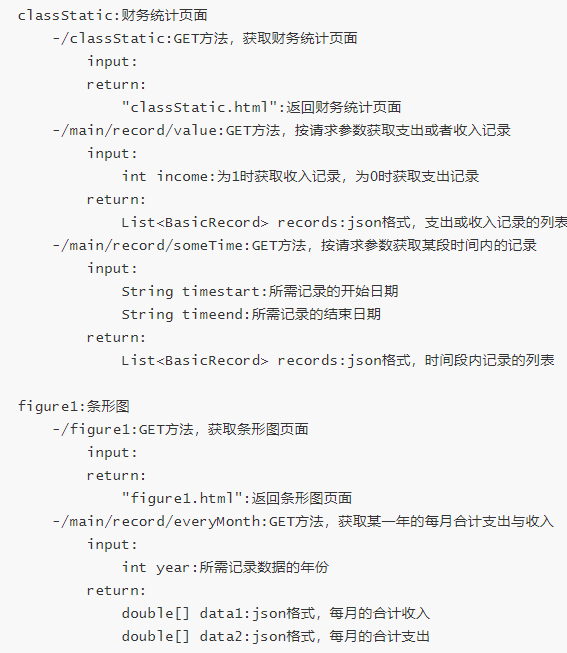 classStatic:财务统计页面
-/classStatic:GET方法，获取财务统计页面
input:
return:
"classStatic.html":返回财务统计页面
-/main/record/value:GET方法，按请求参数获取支出或者收入记录
input:
int income:为1时获取收入记录，为0时获取支出记录
return:
List<BasicRecord> records:json格式，支出或收入记录的列表
-/main/record/someTime:GET方法，按请求参数获取某段时间内的记录
input:
String timestart:所需记录的开始日期
String timeend:所需记录的结束日期
return:
List<BasicRecord> records:json格式，时间段内记录的列表
figure1:条形图
-/figure1:GET方法，获取条形图页面
input:
return:
"figure1.html":返回条形图页面
-/main/record/everyMonth:GET方法，获取某一年的每月合计支出与收入
input:
int year:所需记录数据的年份
return:
double[] data1:json格式，每月的合计收入
double[] data2:json格式，每月的合计支出